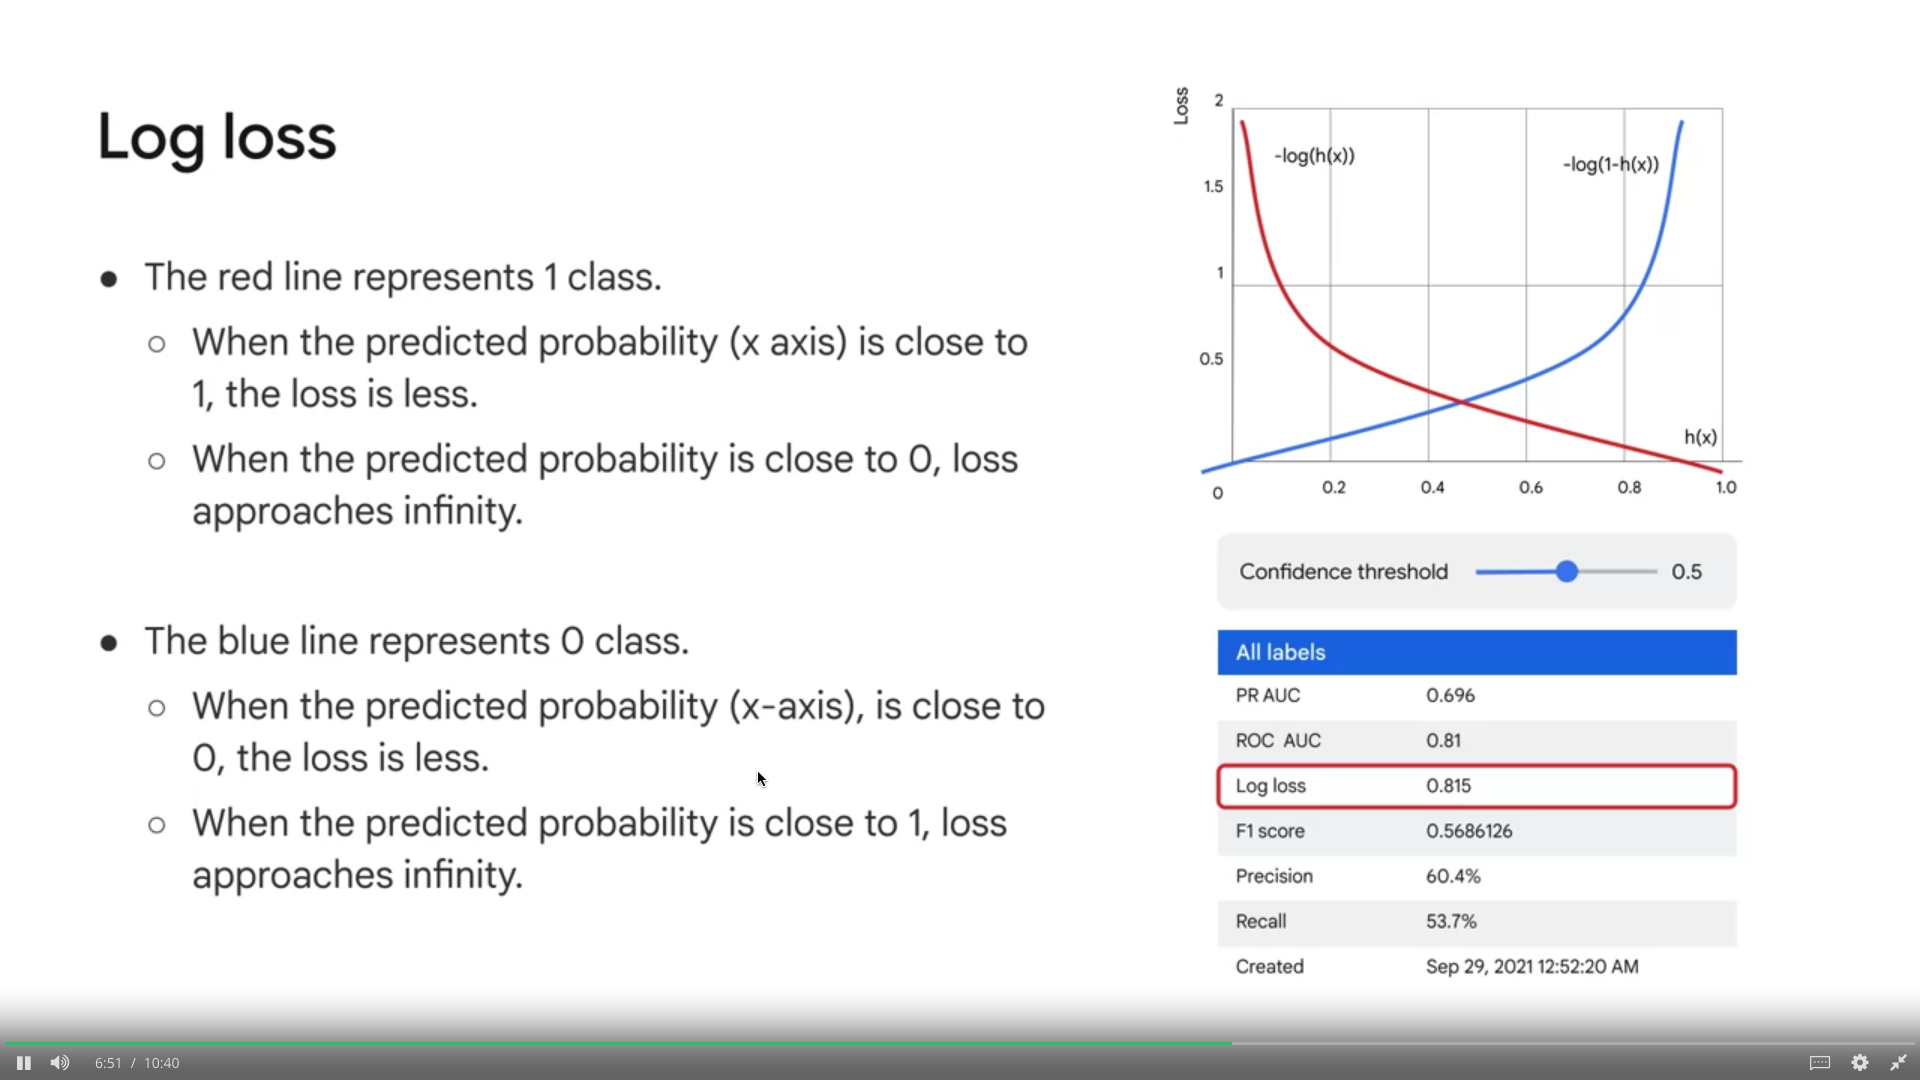 Log loss
● The red line represents 1 class.
○ When the predicted probability (x axis) is close to
1, the loss is less.
○ When the predicted probability is close to 0, loss
approaches infinity.
● The blue line represents 0 class.
○ When the predicted probability (x-axis), is close to
0, the loss is less.
○ When the predicted probability is close to 1, loss
approaches infinity.
Loss
2
1.5
1
0.5
0
-log(h(x))
-log(1-h(x))
h(x)
0.2 0.4 0.6 0.8 1.0
Confidence threshold 0.5
All labels
PR AUC 0.696
ROC AUC 0.81
Log loss 0.815
F1 score 0.5686126
Precision 60.4%
Recall 53.7%
Created Sep 29, 2021 12:52:20 AM
6:51 / 10:40